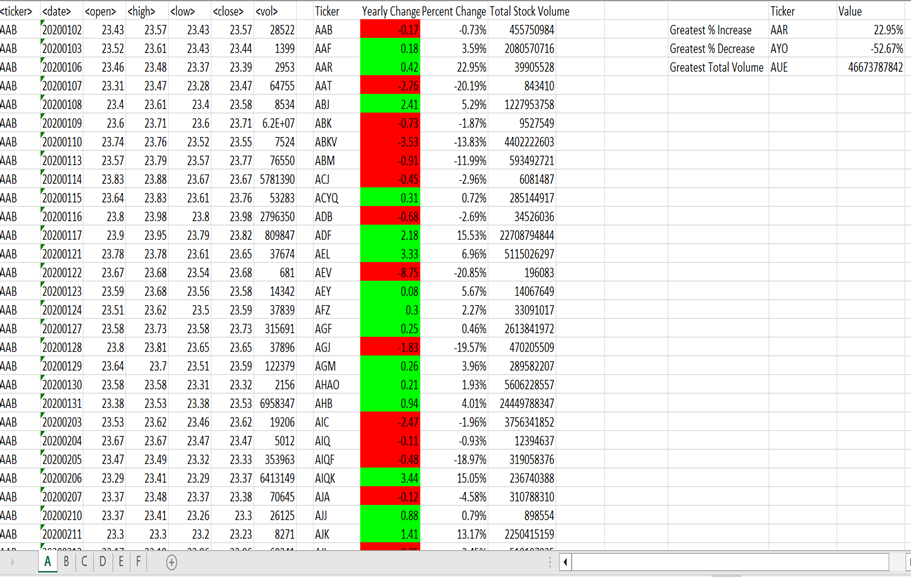 <ticker> <date> <open> <high> <low> <close> <vol> Ticker Yearly Change Percent Change Total Stock Volume Ticker Value
AAB 20200102 23.43 23.57 23.43 23.57 28522 AAB -0.17 -0.73% 455750984 Greatest % Increase AAR 22.95%
AAB 20200103 23.52 23.61 23.43 23.44 1399 AAF 0.18 3.59% 2080570716 Greatest % Decrease AYO -52.67%
AAB 20200106 23.46 23.48 23.37 23.39 2953 AAR 0.42 22.95% 39905528 Greatest Total Volume AUE 46673787842
AAB 20200107 23.31 23.47 23.28 23.47 64755 AAT -2.76 -20.19% 843410
AAB 20200108 23.4 23.61 23.4 23.58 8534 ABJ 2.41 5.29% 1227953758
AAB 20200109 23.6 23.71 23.6 23.71 6.2E+07 ABK -0.73 -1.87% 9527549
AAB 20200110 23.74 23.76 23.52 23.55 7524 ABKV -3.53 -13.83% 4402222603
AAB 20200113 23.57 23.79 23.57 23.77 76550 ABM -0.91 -11.99% 593492721
AAB 20200114 23.83 23.88 23.67 23.67 5781390 ACJ -0.45 -2.96% 6081487
AAB 20200115 23.64 23.83 23.61 23.76 53283 ACYQ 0.31 0.72% 285144917
AAB 20200116 23.8 23.98 23.8 23.98 2796350 ADB -0.68 -2.69% 34526036
AAB 20200117 23.9 23.95 23.79 23.82 809847 ADF 2.18 15.53% 22708794844
AAB 20200121 23.78 23.78 23.61 23.65 37674 AEL 3.33 6.96% 5115026297
AAB 20200122 23.67 23.68 23.54 23.68 681 AEV -8.75 -20.85% 196083
AAB 20200123 23.59 23.68 23.56 23.58 14342 AEY 0.08 5.67% 14067649
AAB 20200124 23.51 23.62 23.5 23.59 37839 AFZ 0.3 2.27% 33091017
AAB 20200127 23.58 23.73 23.58 23.73 315691 AGF 0.25 0.46% 2613841972
AAB 20200128 23.8 23.81 23.65 23.65 37896 AGJ -1.83 -19.57% 470205509
AAB 20200129 23.64 23.7 23.51 23.59 122379 AGM 0.26 3.96% 289582207
AAB 20200130 23.58 23.58 23.31 23.32 2156 AHAO 0.21 1.93% 5606228557
AAB 20200131 23.38 23.53 23.38 23.53 6958347 AHB 0.94 4.01% 24449788347
AAB 20200203 23.53 23.62 23.46 23.62 19206 AIC -2.47 -1.96% 3756341852
AAB 20200204 23.67 23.67 23.47 23.47 5012 AIQ -0.11 -0.93% 12394637
AAB 20200205 23.47 23.49 23.32 23.33 353963 AIQF -0.48 -18.97% 319058376
AAB 20200206 23.29 23.41 23.29 23.37 6413149 AIQK 3.44 15.05% 236740388
AAB 20200207 23.37 23.48 23.37 23.38 70645 AJA -0.12 -4.58% 310788310
AAB 20200210 23.37 23.41 23.26 23.3 26125 AJJ 0.88 0.79% 898554
AAB 20200211 23.3 23.3 23.2 23.23 8271 AJK 1.41 13.17% 2250415159
A B C D E F